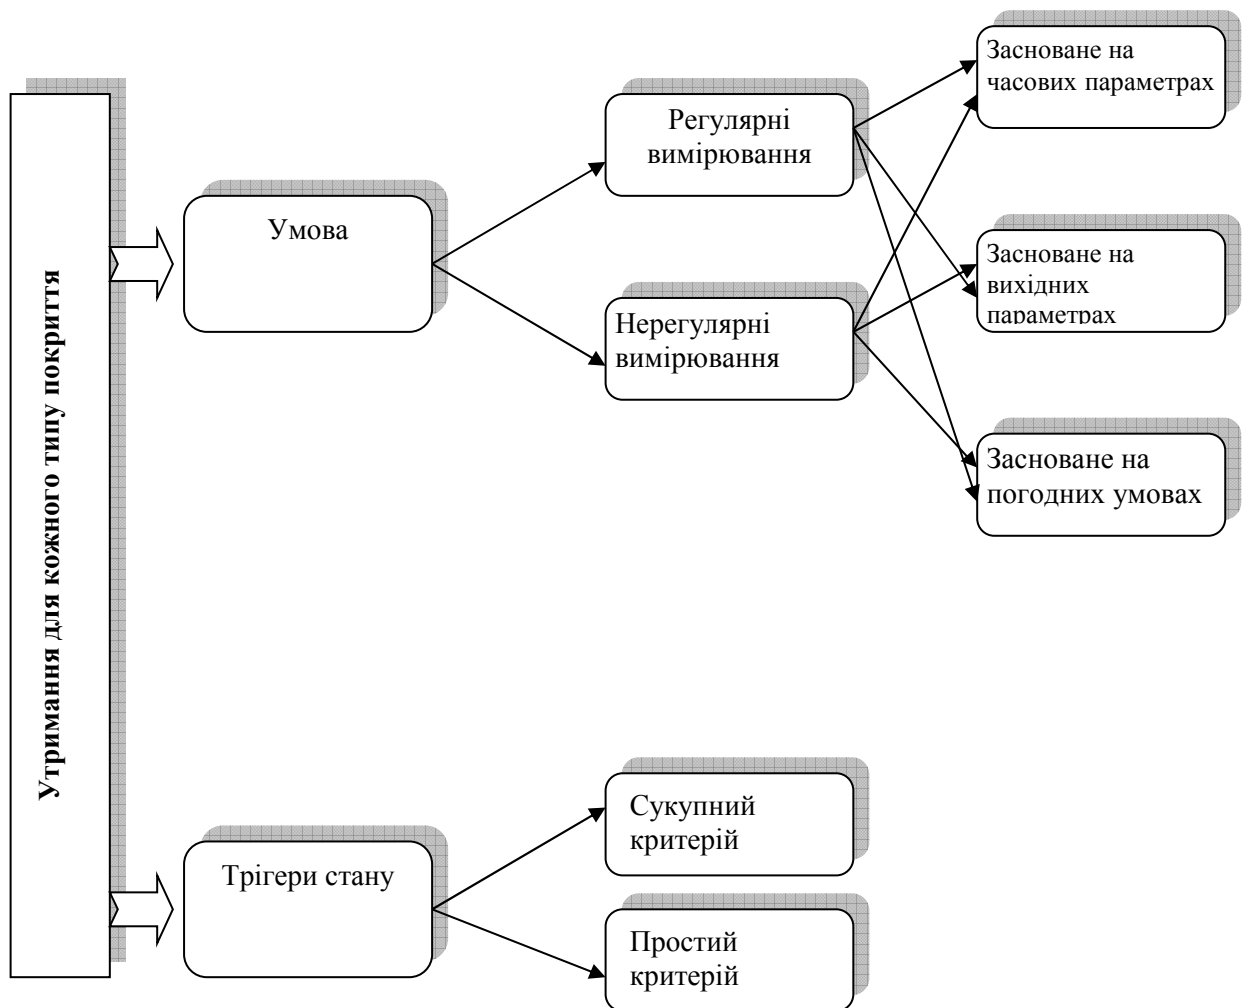 Утримання для кожного типу покриття
Умова
Регулярні
вимірювання
Нерегулярні
вимірювання
Засноване на
часових параметрах
Засноване на
вихідних
параметрах
Засноване на
погодних умовах
Трігери стану
Сукупний
критерій
Простий
критерій